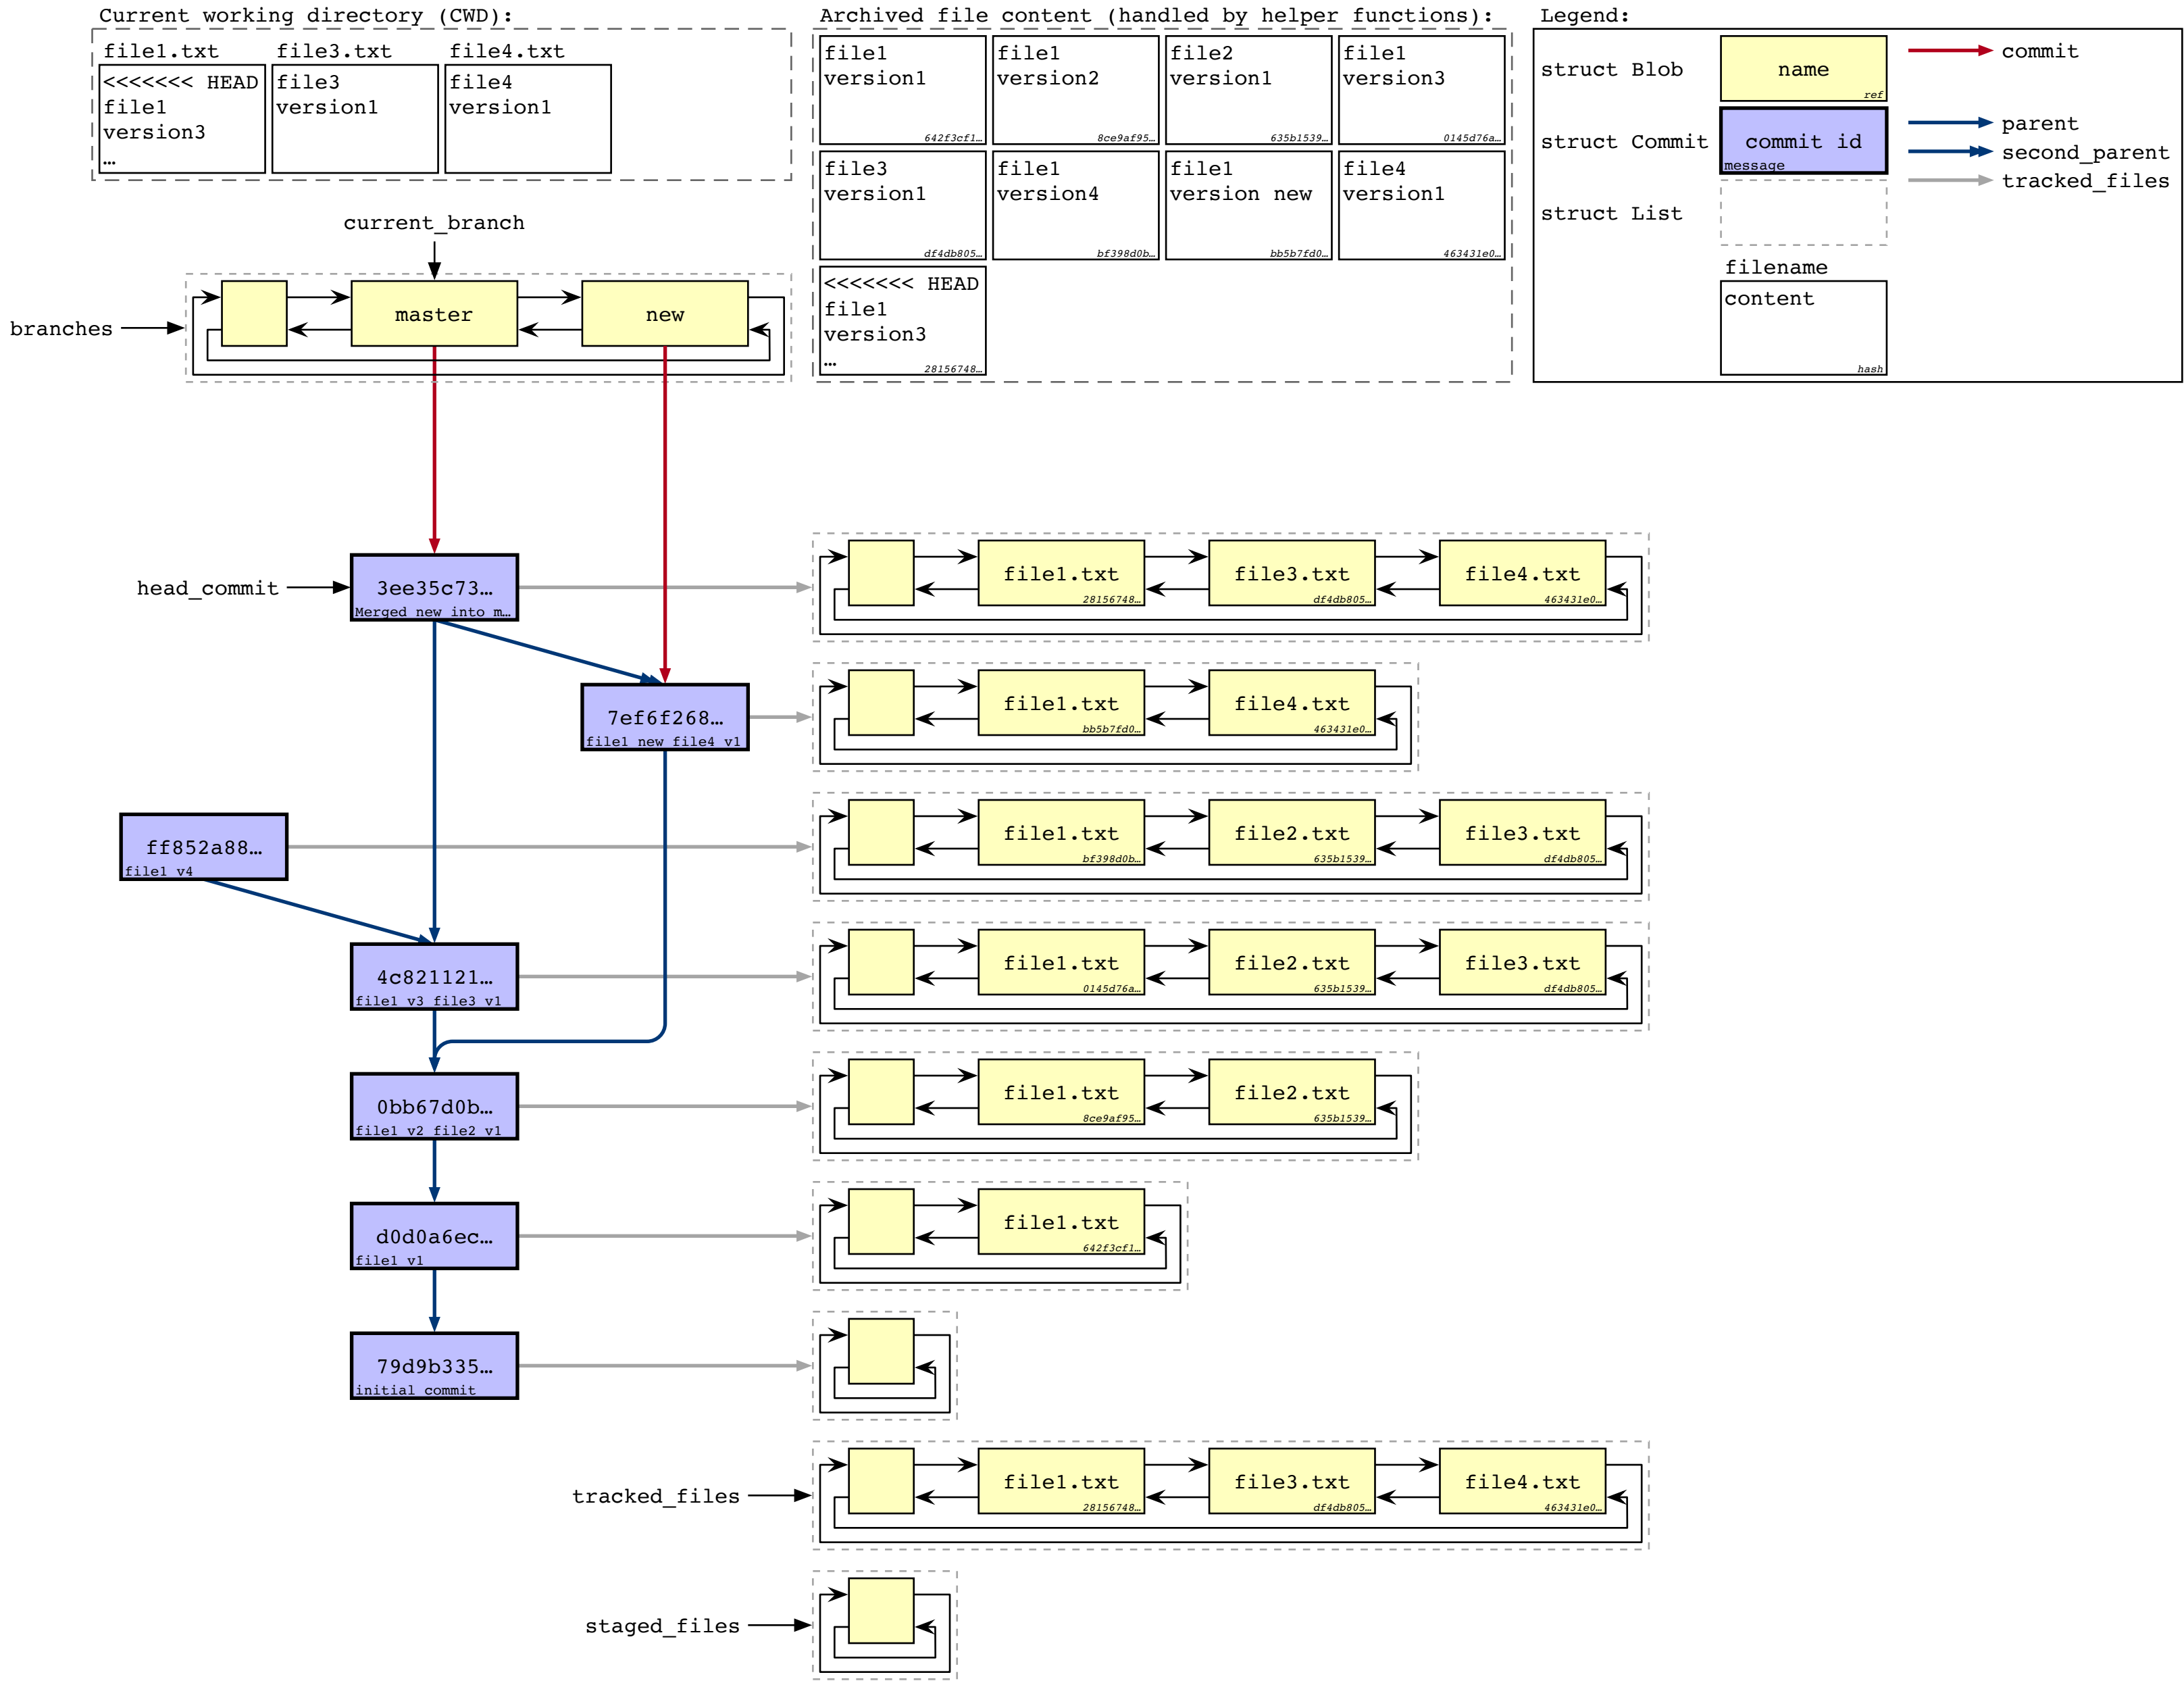 Current working directory (CWD):
file1.txt
file3.txt
file4.txt
<<<<<<< HEAD
file1
version3
…
file3
version1
file4
version1
Archived file content (handled by helper functions):
file1
version1
642f3cf1…
file1
version2
8ce9af95…
file2
version1
635b1539…
file1
version3
0145d76a…
file3
version1
df4db805…
file1
version4
bf398d0b…
file1
version new
bb5b7fd0…
file4
version1
463431e0…
<<<<<<< HEAD
file1
version3
…
28156748…
Legend:
struct Blob
name
ref
struct Commit
commit id
message
struct List
filename
content
hash
commit
parent
second_parent
tracked_files
current_branch
branches
master
new
head_commit
3ee35c73…
Merged new into m…
file1.txt
28156748…
file3.txt
df4db805…
file4.txt
463431e0…
7ef6f268…
file1 new file4 v1
file1.txt
bb5b7fd0…
file4.txt
463431e0…
ff852a88…
file1 v4
file1.txt
bf398d0b…
file2.txt
635b1539…
file3.txt
df4db805…
4c821121…
file1 v3 file3 v1
file1.txt
0145d76a…
file2.txt
635b1539…
file3.txt
df4db805…
0bb67d0b…
file1 v2 file2 v1
file1.txt
8ce9af95…
file2.txt
635b1539…
d0d0a6ec…
file1 v1
file1.txt
642f3cf1…
79d9b335…
initial commit
tracked_files
file1.txt
28156748…
file3.txt
df4db805…
file4.txt
463431e0…
staged_files